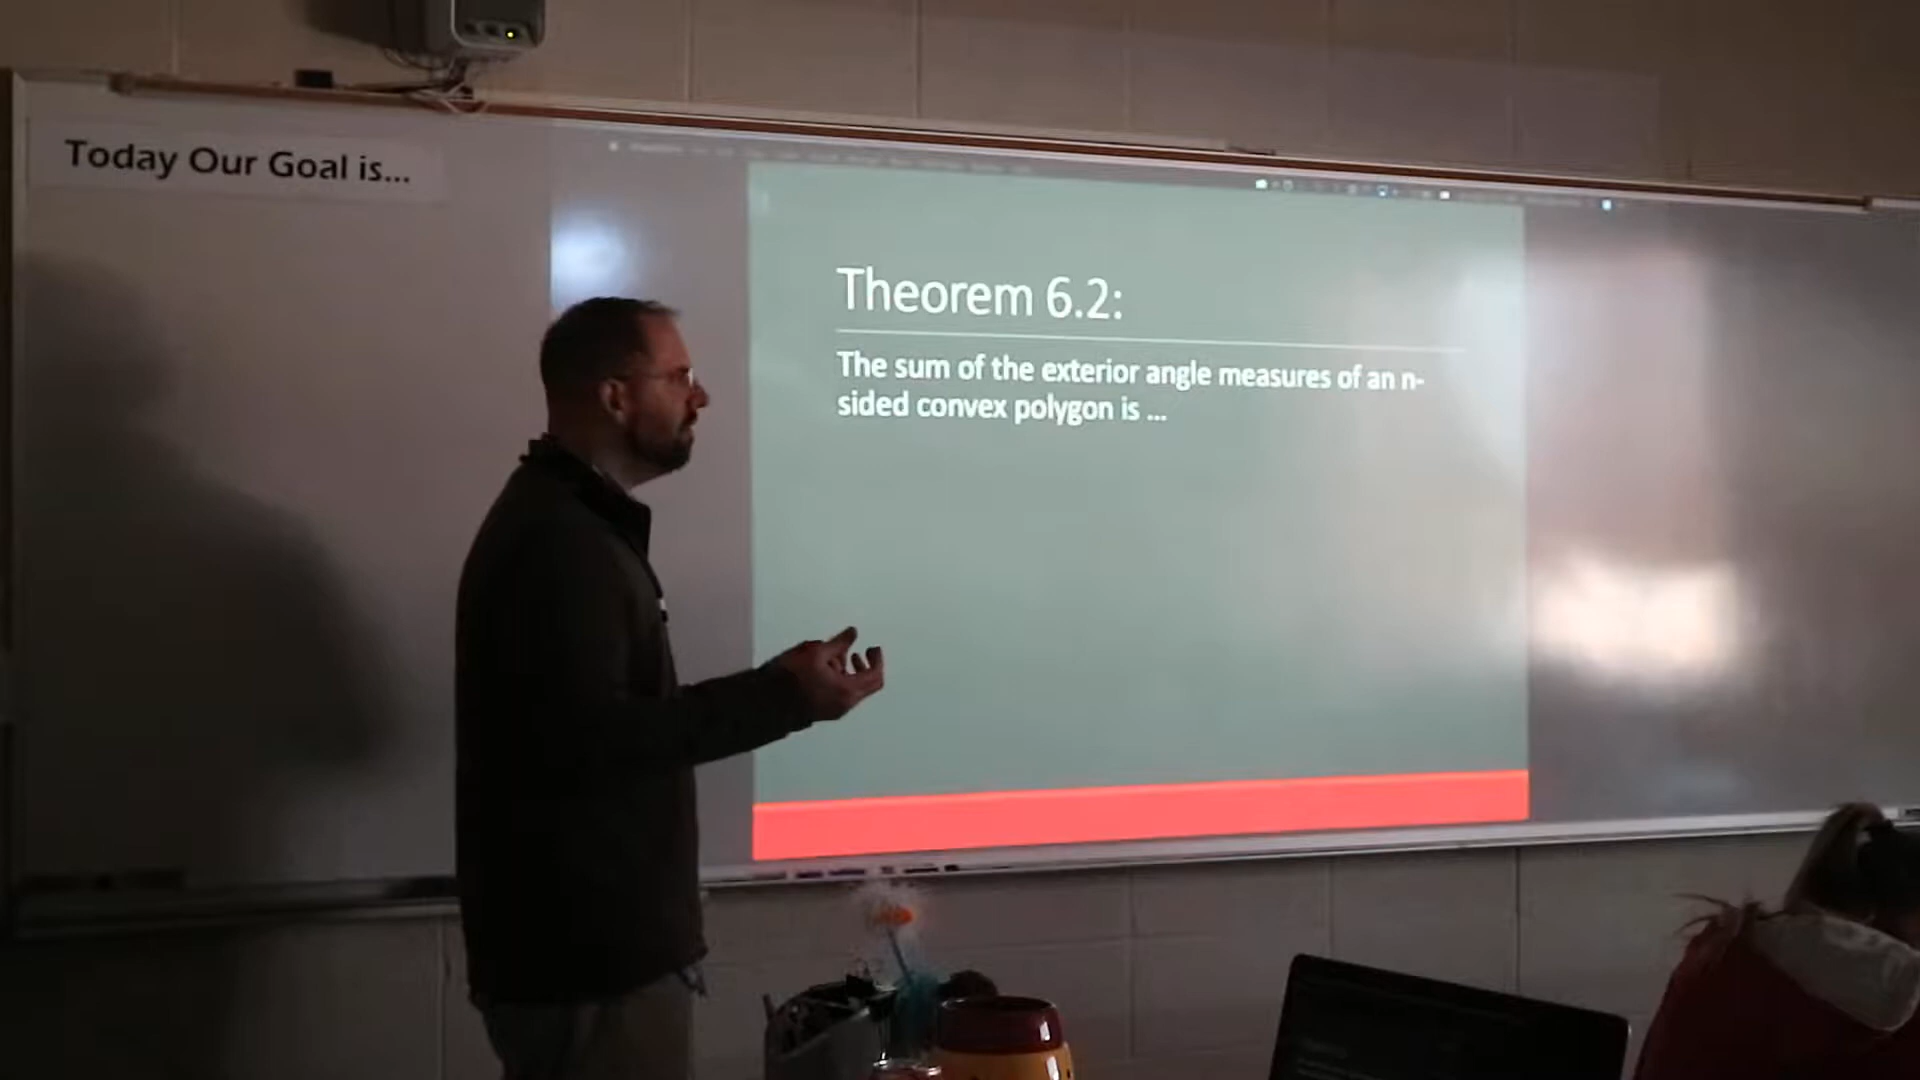 Today Our Goal is...
Theorem 6.2:
The sum of the exterior angle measures of an n-
sided convex polygon is ...